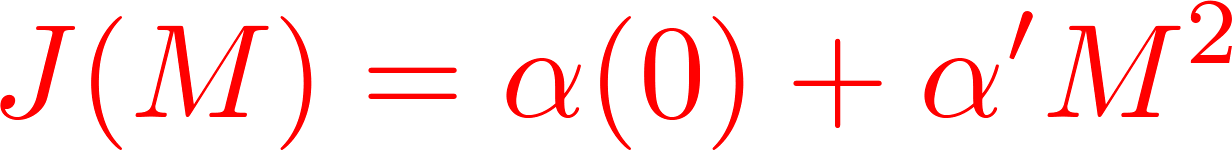 J(M) = α(0) + α′M²